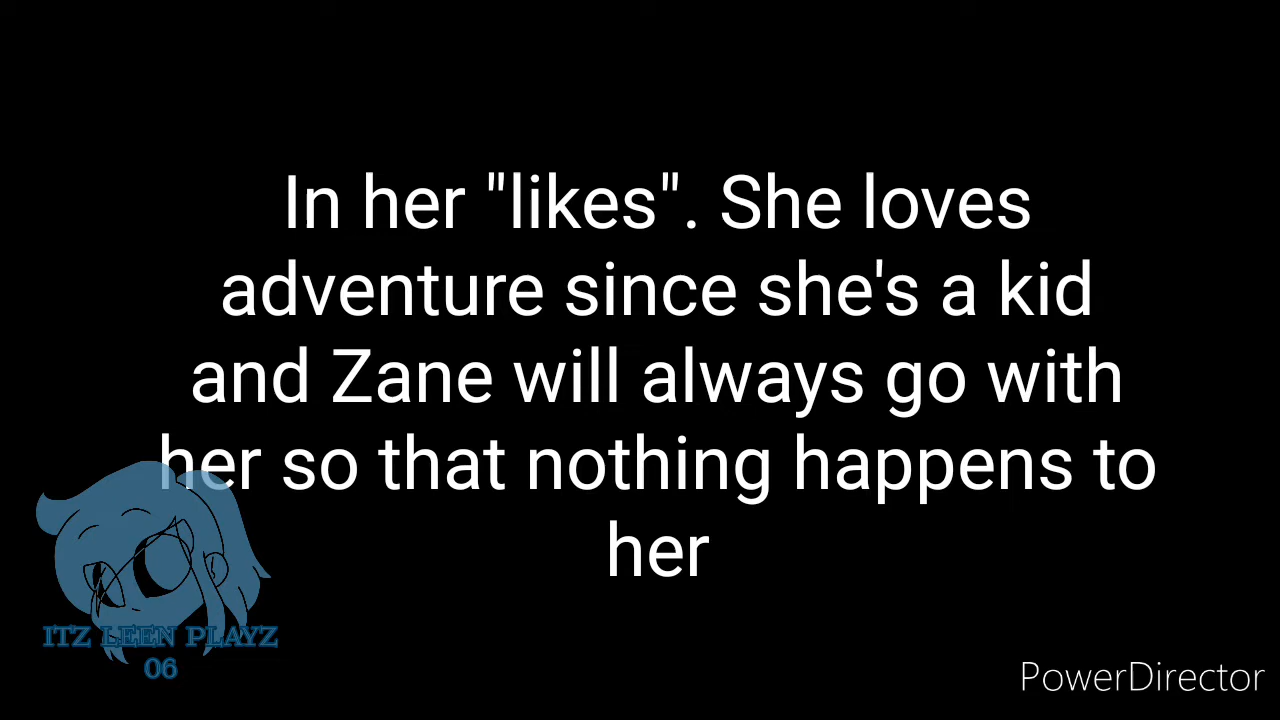 In her "likes". She loves
adventure since she's a kid
and Zane will always go with
her so that nothing happens to
her
ITZ LEEN PLAYZ
06
PowerDirector